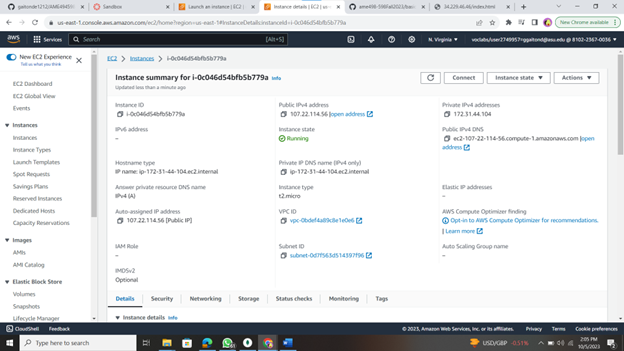 gaitonde1212/AME494159
Sandbox
Launch an instance | EC2 | us-e
Instance details | EC2 | us-ea
ame498-598Fall2023/ba
34.229.46.46/index.html
us-east-1.console.aws.amazon.com/ec2/home?region=us-east-1#InstanceDetails:instanceId=i-0c046d54bfb5b779a
New Chrome available
aws
Services
Search
[Alt+S]
N. Virginia
voclabs/user2749957=ggaitond@asu.edu @ 8102-2367-0036
New EC2 Experience
Tell us what you think
EC2 Dashboard
EC2 Global View
Events
Instances
Instances
Instance Types
Launch Templates
Spot Requests
Savings Plans
Reserved Instances
Dedicated Hosts
Capacity Reservations
Images
AMIs
AMI Catalog
Elastic Block Store
Volumes
Snapshots
Lifecycle Manager
EC2 > Instances > i-0c046d54bfb5b779a
Instance summary for i-0c046d54bfb5b779a Info
Updated less than a minute ago
Connect
Instance state
Actions
Instance ID
i-0c046d54bfb5b779a
Public IPv4 address
107.22.114.56 |open address
Private IPv4 addresses
172.31.44.104
IPv6 address
–
Instance state
Running
Public IPv4 DNS
ec2-107-22-114-56.compute-1.amazonaws.com |open
address
Hostname type
IP name: ip-172-31-44-104.ec2.internal
Private IP DNS name (IPv4 only)
ip-172-31-44-104.ec2.internal
Answer private resource DNS name
IPv4 (A)
Instance type
t2.micro
Elastic IP addresses
–
Auto-assigned IP address
107.22.114.56 [Public IP]
VPC ID
vpc-0bdef4a89c8e1e0e6
AWS Compute Optimizer finding
Opt-in to AWS Compute Optimizer for recommendations.
| Learn more
IAM Role
–
Subnet ID
subnet-0d7f563d514397f96
Auto Scaling Group name
–
IMDSv2
Optional
Details
Security
Networking
Storage
Status checks
Monitoring
Tags
Instance details Info
CloudShell
Feedback
© 2023, Amazon Web Services, Inc. or its affiliates.
Privacy
Terms
Cookie preferences
Type here to search
USD/GBP -0.51%
2:05 PM
10/5/2023